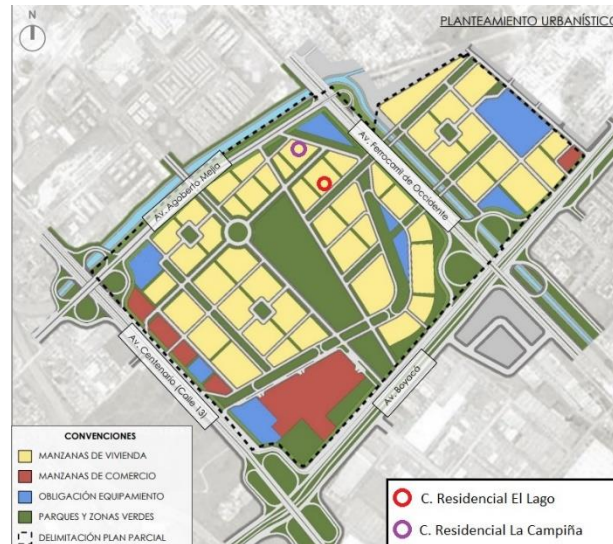 PLANTEAMIENTO URBANÍSTICO
N
Av. Agoberto Mejía
Av. Ferrocarril de Occidente
Av. Centenario (Calle 13)
Av. Boyacá
CONVENCIONES
MANZANAS DE VIVIENDA
MANZANAS DE COMERCIO
OBLIGACIÓN EQUIPAMIENTO
PARQUES Y ZONAS VERDES
DELIMITACIÓN PLAN PARCIAL
C. Residencial El Lago
C. Residencial La Campiña